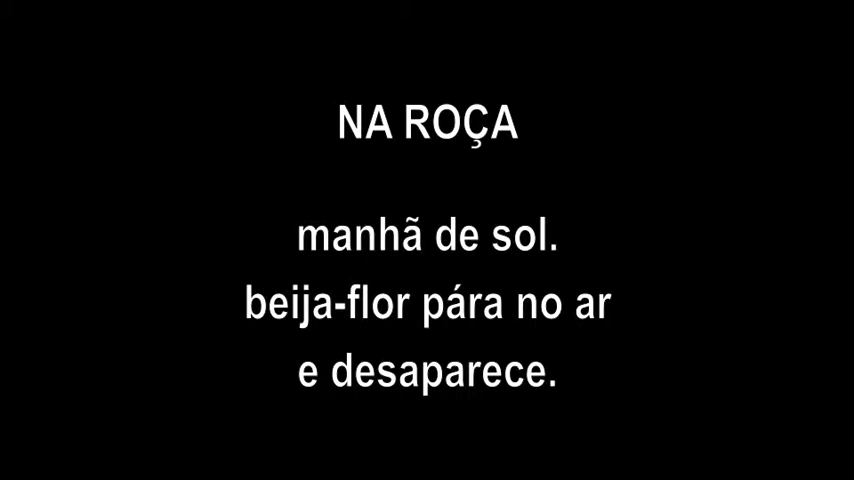 NA ROÇA
manhã de sol.
beija-flor pára no ar
e desaparece.